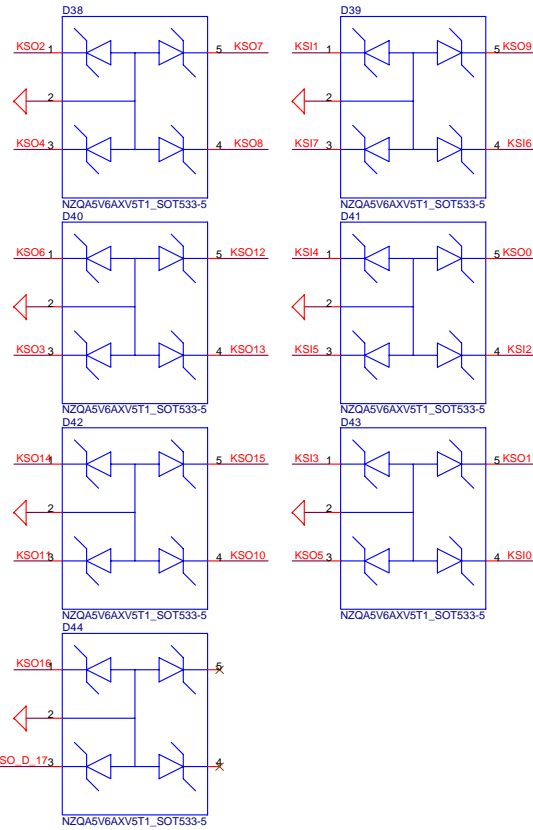 D38
KSO2 1
5 KSO7
2
KSO4 3
4 KSO8
NZQA5V6AXV5T1_SOT533-5
D39
KSI1 1
5 KSO9
2
KSI7 3
4 KSI6
NZQA5V6AXV5T1_SOT533-5
D40
KSO6 1
5 KSO12
2
KSO3 3
4 KSO13
NZQA5V6AXV5T1_SOT533-5
D41
KSI4 1
5 KSO0
2
KSI5 3
4 KSI2
NZQA5V6AXV5T1_SOT533-5
D42
KSO14 1
5 KSO15
2
KSO11 3
4 KSO10
NZQA5V6AXV5T1_SOT533-5
D43
KSI3 1
5 KSO1
2
KSO5 3
4 KSI0
NZQA5V6AXV5T1_SOT533-5
D44
KSO16 1
5
2
SO_D_17 3
4
NZQA5V6AXV5T1_SOT533-5